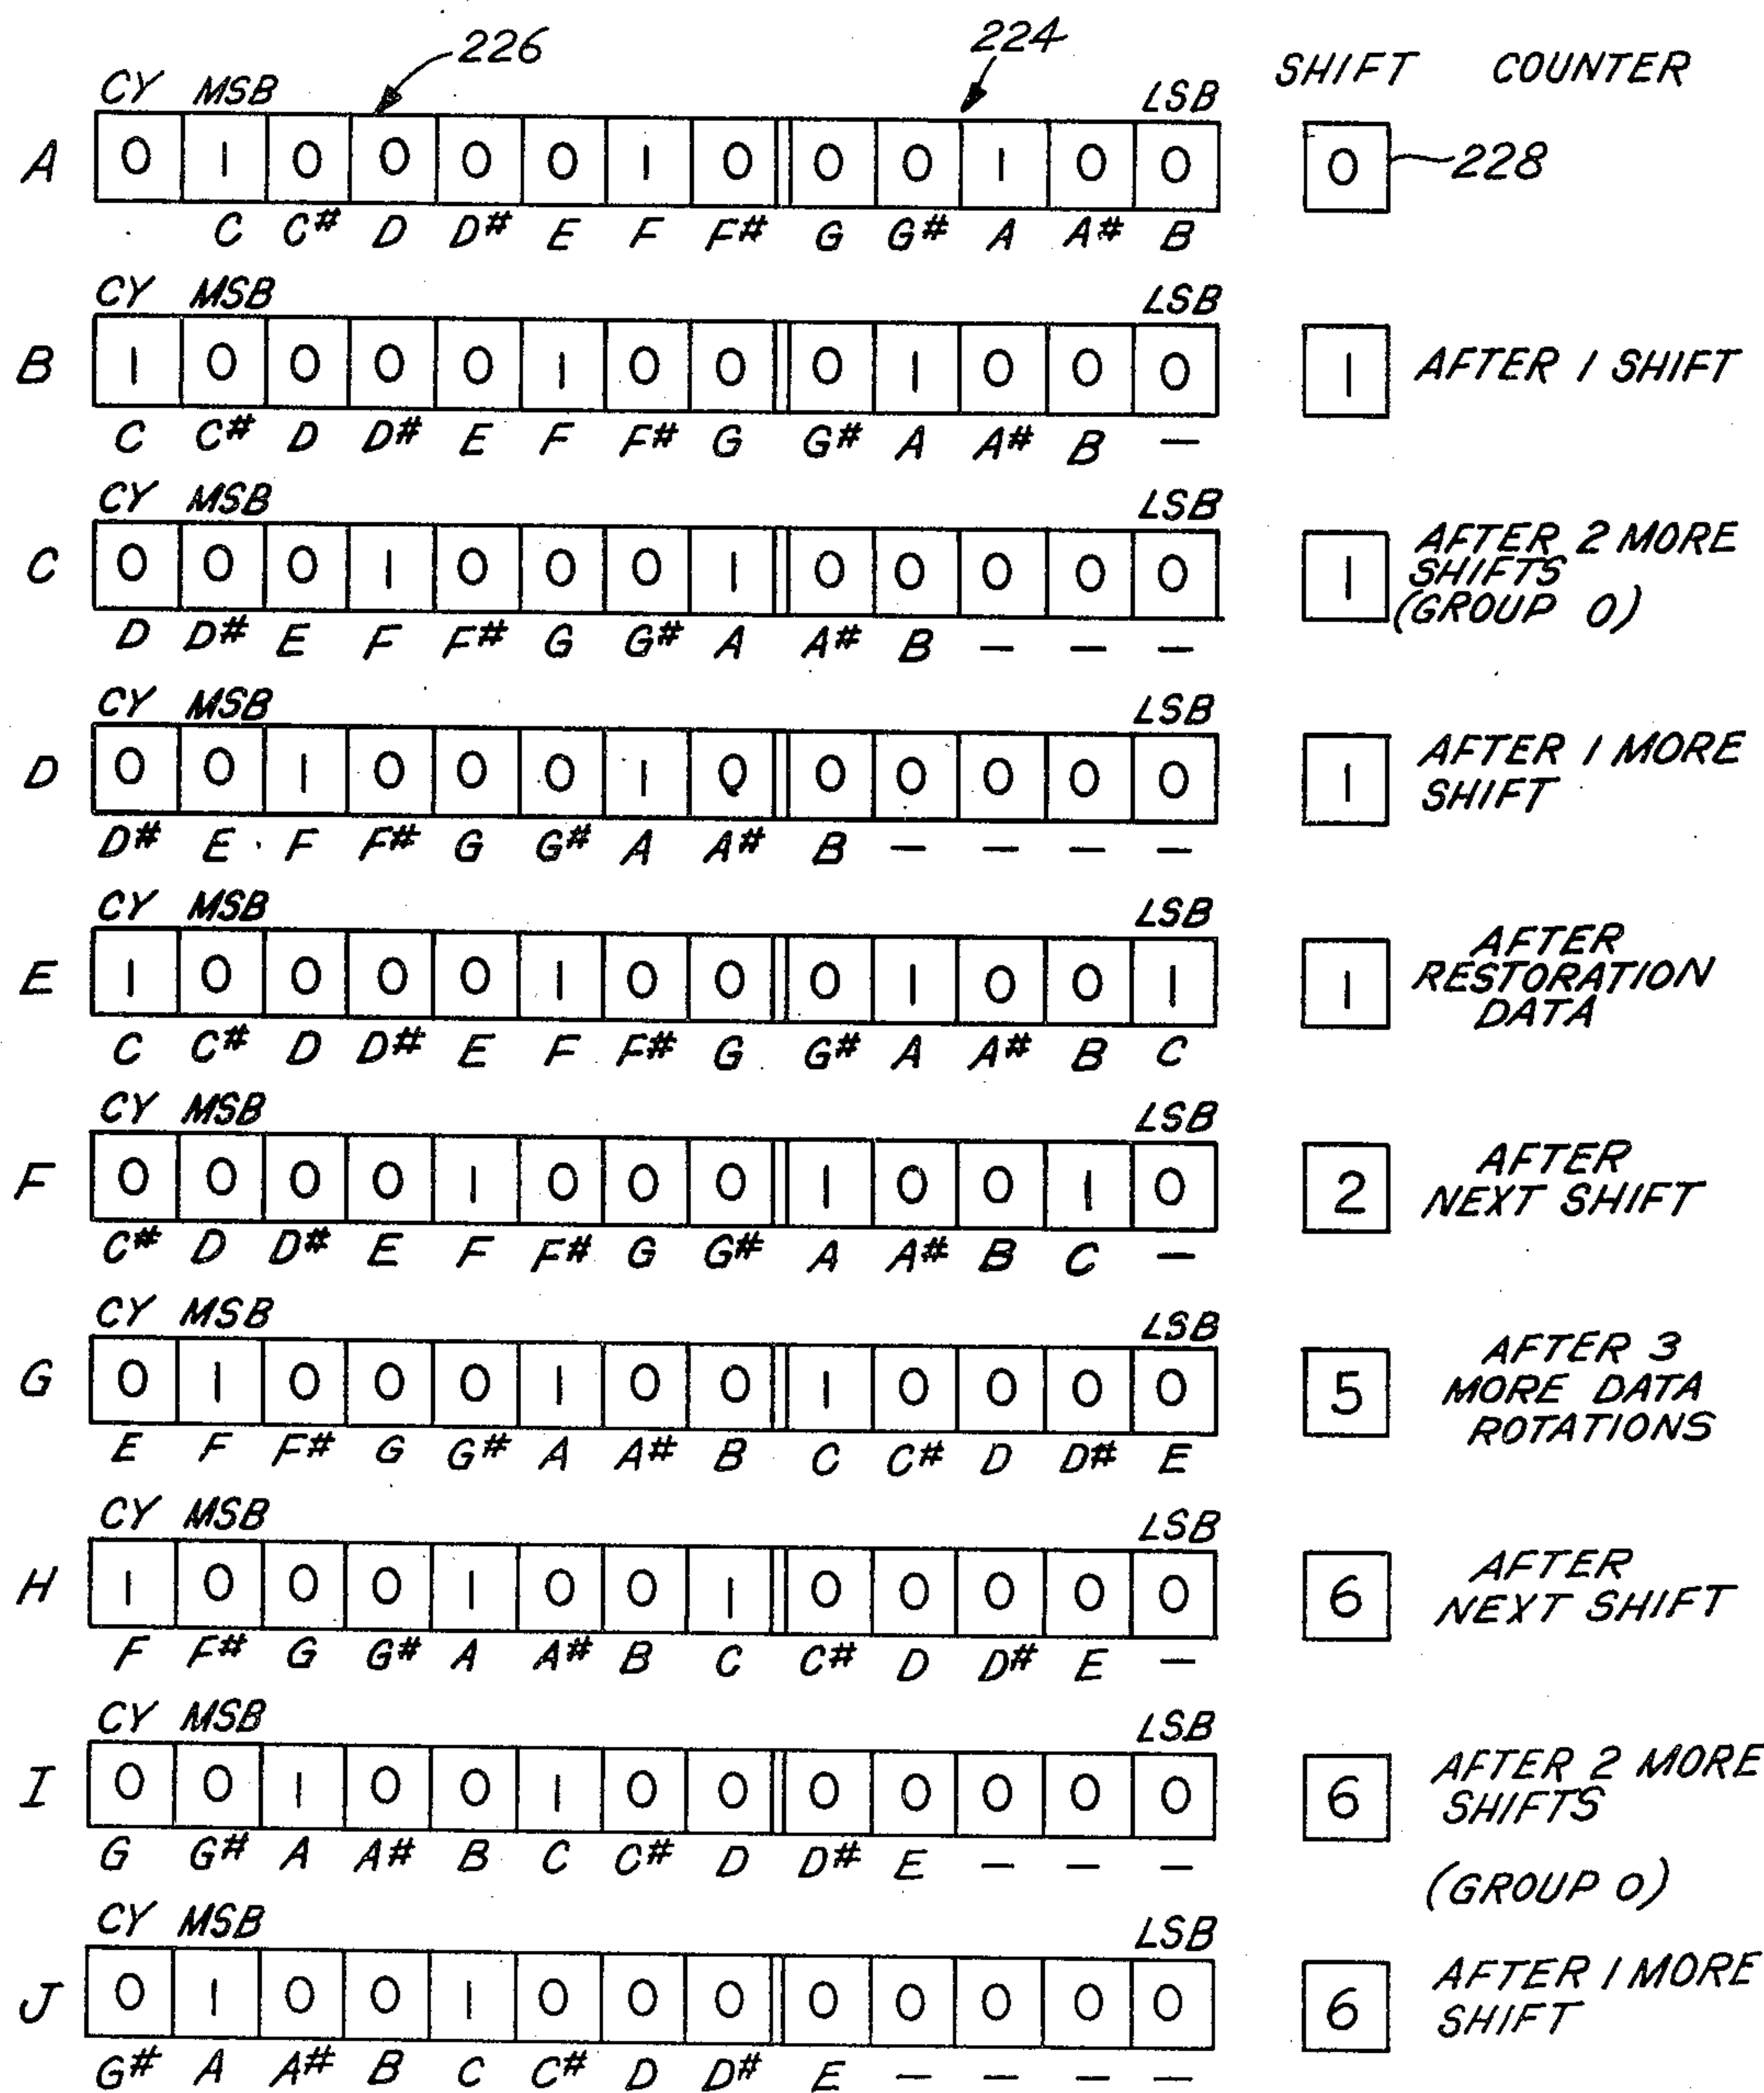 226 224 SHIFT COUNTER
CY MSB LSB
A 0 1 0 0 0 0 1 0 0 0 1 0 0 0 228
C C# D D# E F F# G G# A A# B
CY MSB LSB
B 1 0 0 0 0 1 0 0 0 1 0 0 0 1 AFTER 1 SHIFT
C C# D D# E F F# G G# A A# B —
CY MSB LSB
C 0 0 0 1 0 0 0 1 0 0 0 0 0 1 AFTER 2 MORE
SHIFTS
(GROUP 0)
D D# E F F# G G# A A# B — — —
CY MSB LSB
D 0 0 1 0 0 0 1 0 0 0 0 0 0 1 AFTER 1 MORE
SHIFT
D# E F F# G G# A A# B — — — —
CY MSB LSB
E 1 0 0 0 0 1 0 0 0 1 0 0 1 1 AFTER
RESTORATION
DATA
C C# D D# E F F# G G# A A# B C
CY MSB LSB
F 0 0 0 0 1 0 0 0 1 0 0 1 0 2 AFTER
NEXT SHIFT
C# D D# E F F# G G# A A# B C —
CY MSB LSB
G 0 1 0 0 0 1 0 0 1 0 0 0 0 5 AFTER 3
MORE DATA
ROTATIONS
E F F# G G# A A# B C C# D D# E
CY MSB LSB
H 1 0 0 0 1 0 0 1 0 0 0 0 0 6 AFTER
NEXT SHIFT
F F# G G# A A# B C C# D D# E —
CY MSB LSB
I 0 0 1 0 0 1 0 0 0 0 0 0 0 6 AFTER 2 MORE
SHIFTS
G G# A A# B C C# D D# E — — —
(GROUP 0)
CY MSB LSB
J 0 1 0 0 1 0 0 0 0 0 0 0 0 6 AFTER 1 MORE
SHIFT
G# A A# B C C# D D# E — — — —